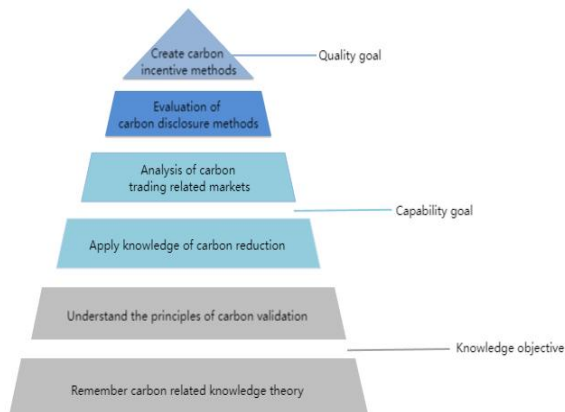 Create carbon
incentive methods
Quality goal
Evaluation of
carbon disclosure methods
Analysis of carbon
trading related markets
Capability goal
Apply knowledge of carbon reduction
Understand the principles of carbon validation
Knowledge objective
Remember carbon related knowledge theory